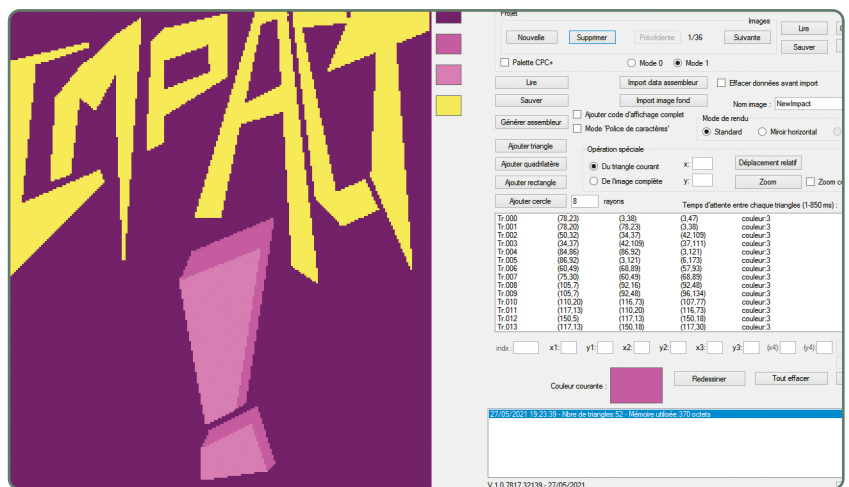 IMPACT
Projet
Images
Nouvelle
Supprimer
Précédente
1/36
Suivante
Lire
Sauver
Palette CPC+
Mode 0
Mode 1
Lire
Import data assembleur
Effacer données avant import
Sauver
Import image fond
Nom image :
NewImpact
Générer assembleur
Ajouter code d'affichage complet
Mode 'Police de caractères'
Mode de rendu
Standard
Miroir horizontal
Ajouter triangle
Opération spéciale
Ajouter quadrilatère
Du triangle courant
x:
Déplacement relatif
Ajouter rectangle
De l'image complète
y:
Zoom
Zoom c
Ajouter cercle
8
rayons
Temps d'attente entre chaque triangles (1-850 ms) :
Tr.000 (78,23) (3,38) (3,47) couleur:3
Tr.001 (78,20) (78,23) (3,38) couleur:3
Tr.002 (50,32) (34,37) (42,109) couleur:3
Tr.003 (34,37) (42,109) (37,111) couleur:3
Tr.004 (84,86) (86,92) (3,121) couleur:3
Tr.005 (86,92) (3,121) (6,173) couleur:3
Tr.006 (60,49) (68,89) (57,93) couleur:3
Tr.007 (75,30) (60,49) (68,89) couleur:3
Tr.008 (105,7) (92,16) (92,48) couleur:3
Tr.009 (105,7) (92,48) (96,134) couleur:3
Tr.010 (110,20) (116,73) (107,77) couleur:3
Tr.011 (117,13) (110,20) (116,73) couleur:3
Tr.012 (150,5) (117,13) (150,18) couleur:3
Tr.013 (117,13) (150,18) (117,30) couleur:3
indx : x1: y1: x2: y2: x3: y3: (x4): (y4):
Couleur courante :
Redessiner
Tout effacer
27/05/2021 19:23:39 - Nbre de triangles:52 - Mémoire utilisée:370 octets
V 1.0.7817.32139 - 27/05/2021